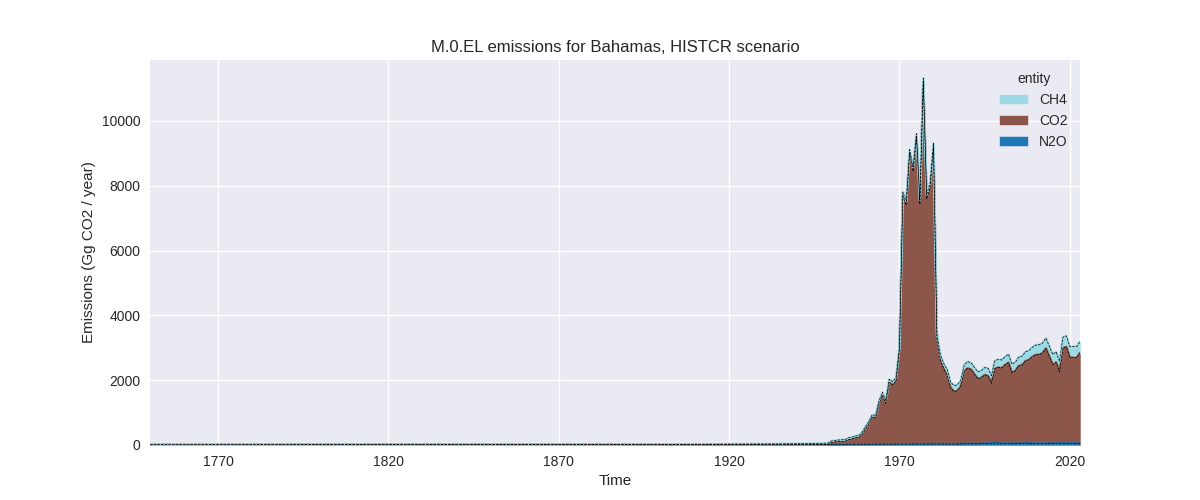 M.0.EL emissions for Bahamas, HISTCR scenario
entity
CH4
CO2
N2O
Emissions (Gg CO2 / year)
10000
8000
6000
4000
2000
0
1770 1820 1870 1920 1970 2020
Time